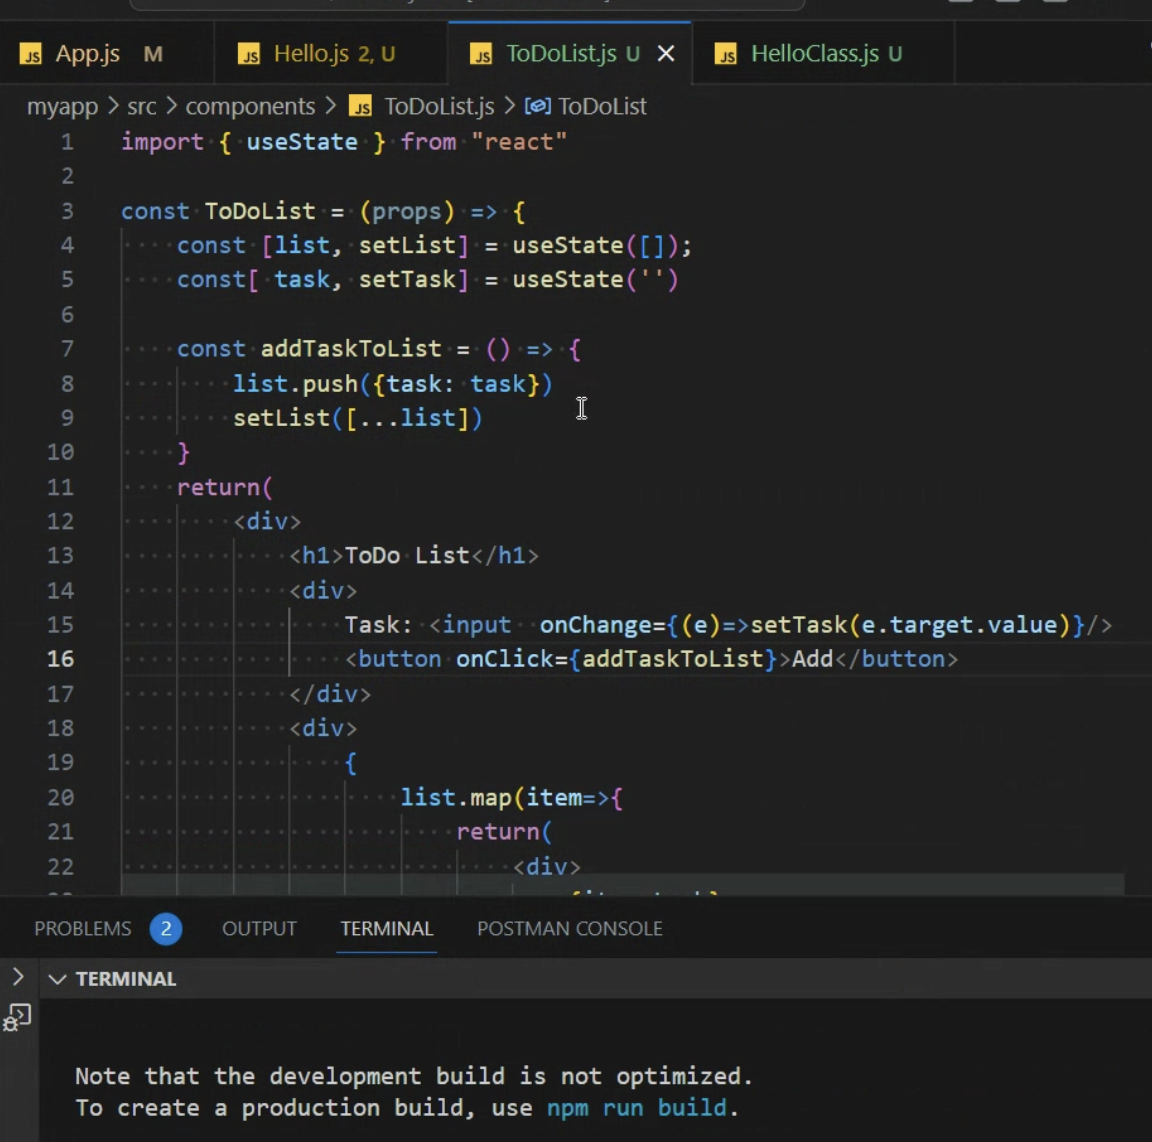 JS App.js M JS Hello.js 2, U JS ToDoList.js U JS HelloClass.js U
myapp > src > components > JS ToDoList.js > ToDoList
1 import { useState } from "react"
2
3 const ToDoList = (props) => {
4 const [list, setList] = useState([]);
5 const[ task, setTask] = useState('')
6
7 const addTaskToList = () => {
8 list.push({task: task})
9 setList([...list])
10 }
11 return(
12 <div>
13 <h1>ToDo List</h1>
14 <div>
15 Task: <input  onChange={(e)=>setTask(e.target.value)}/>
16 <button onClick={addTaskToList}>Add</button>
17 </div>
18 <div>
19 {
20 list.map(item=>{
21 return(
22 <div>
PROBLEMS 2 OUTPUT TERMINAL POSTMAN CONSOLE
TERMINAL
Note that the development build is not optimized.
To create a production build, use npm run build.